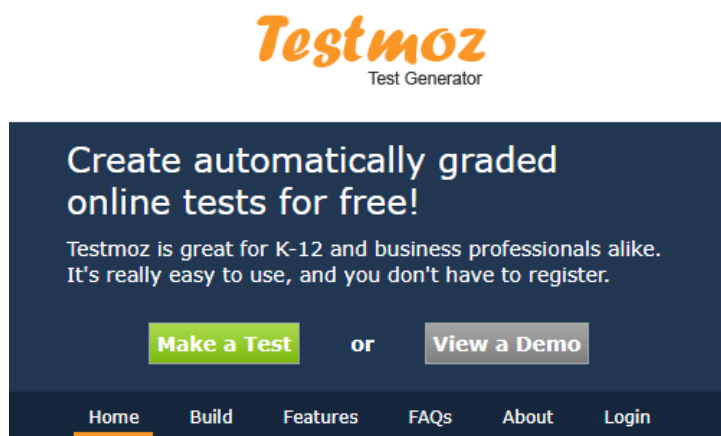 Testmoz
Test Generator
Create automatically graded
online tests for free!
Testmoz is great for K-12 and business professionals alike.
It's really easy to use, and you don't have to register.
Make a Test or View a Demo
Home Build Features FAQs About Login